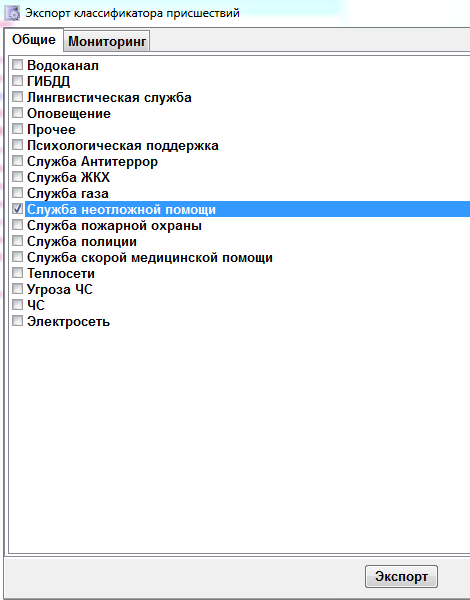 Экспорт классификатора присшествий
Общие
Мониторинг
Водоканал
ГИБДД
Лингвистическая служба
Оповещение
Прочее
Психологическая поддержка
Служба Антитеррор
Служба ЖКХ
Служба газа
Служба неотложной помощи
Служба пожарной охраны
Служба полиции
Служба скорой медицинской помощи
Теплосети
Угроза ЧС
ЧС
Электросеть
Экспорт